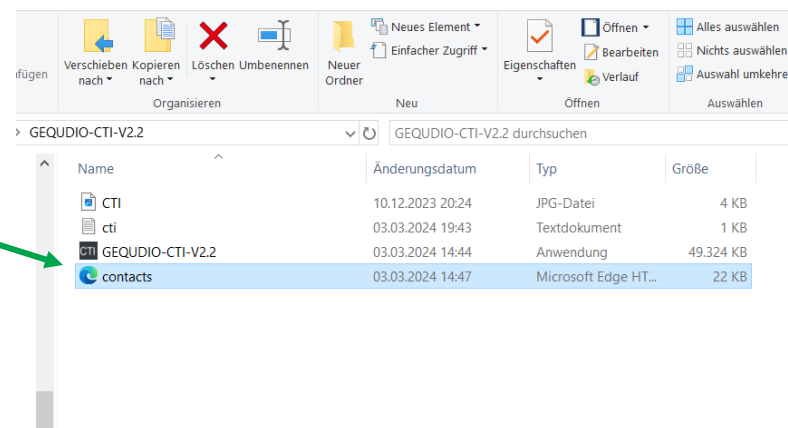 Neues Element
Öffnen
Alles auswählen
Einfacher Zugriff
Bearbeiten
Nichts auswählen
nfügen
Verschieben nach
Kopieren nach
Löschen
Umbenennen
Neuer Ordner
Eigenschaften
Verlauf
Auswahl umkehre
Organisieren
Neu
Öffnen
Auswählen
GEQUDIO-CTI-V2.2
GEQUDIO-CTI-V2.2 durchsuchen
Name Änderungsdatum Typ Größe
CTI 10.12.2023 20:24 JPG-Datei 4 KB
cti 03.03.2024 19:43 Textdokument 1 KB
CTI GEQUDIO-CTI-V2.2 03.03.2024 14:44 Anwendung 49.324 KB
contacts 03.03.2024 14:47 Microsoft Edge HT... 22 KB